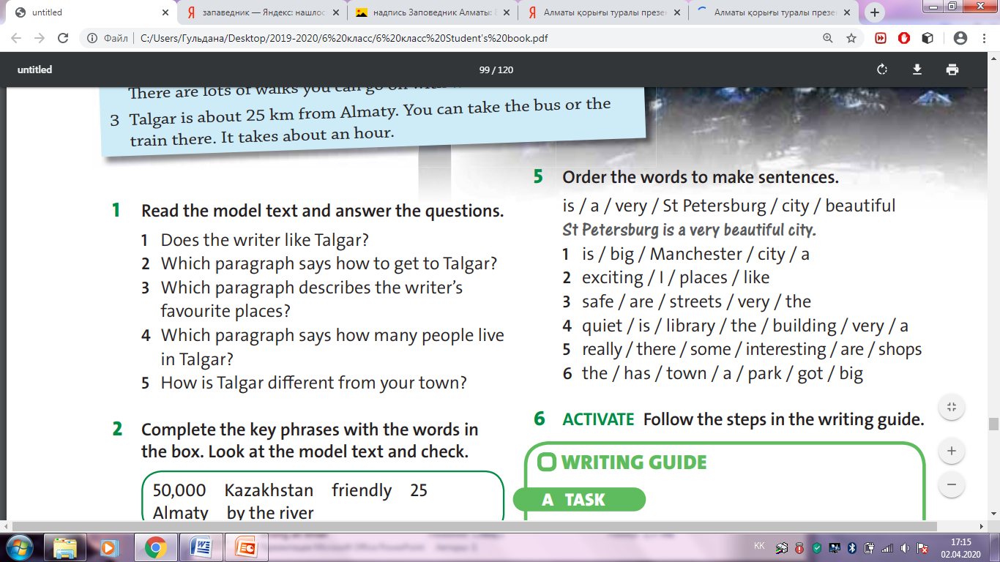 untitled
запаведник — Яндекс: нашлос
надпись Заповедник Алматы:
Алматы қорығы туралы презе
Алматы қорығы туралы презе
Файл
C:/Users/Гульдана/Desktop/2019-2020/6%20класс/6%20класс%20Student's%20book.pdf
untitled
99 / 120
There are lots of walks you can go on
3 Talgar is about 25 km from Almaty. You can take the bus or the
train there. It takes about an hour.
1 Read the model text and answer the questions.
1 Does the writer like Talgar?
2 Which paragraph says how to get to Talgar?
3 Which paragraph describes the writer's
favourite places?
4 Which paragraph says how many people live
in Talgar?
5 How is Talgar different from your town?
2 Complete the key phrases with the words in
the box. Look at the model text and check.
50,000 Kazakhstan friendly 25
Almaty by the river
5 Order the words to make sentences.
is / a / very / St Petersburg / city / beautiful
St Petersburg is a very beautiful city.
1 is / big / Manchester / city / a
2 exciting / I / places / like
3 safe / are / streets / very / the
4 quiet / is / library / the / building / very / a
5 really / there / some / interesting / are / shops
6 the / has / town / a / park / got / big
6 ACTIVATE Follow the steps in the writing guide.
WRITING GUIDE
A TASK
KK
17:15
02.04.2020